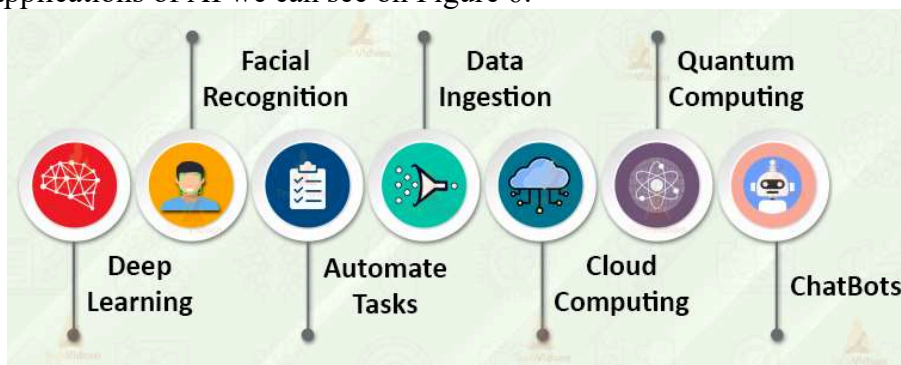 applications of AI we can see on Figure 6.
Facial
Recognition
Data
Ingestion
Quantum
Computing
Deep
Learning
Automate
Tasks
Cloud
Computing
ChatBots